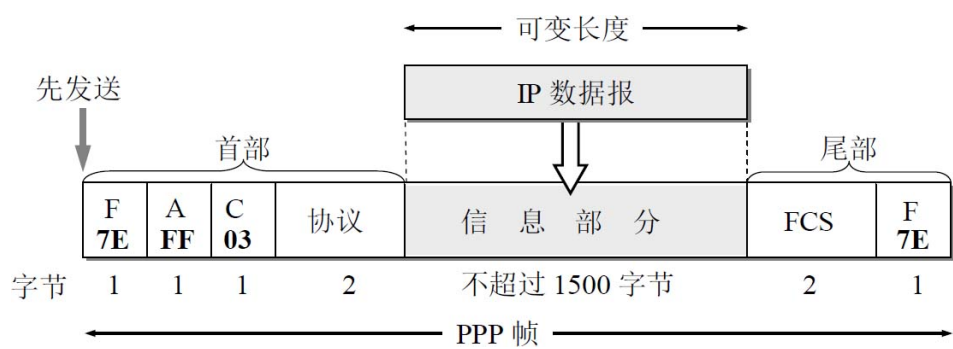 可变长度
IP 数据报
先发送
首部
尾部
F A C 协议 信 息 部 分 FCS F
7E FF 03 7E
字节 1 1 1 2 不超过 1500 字节 2 1
PPP 帧